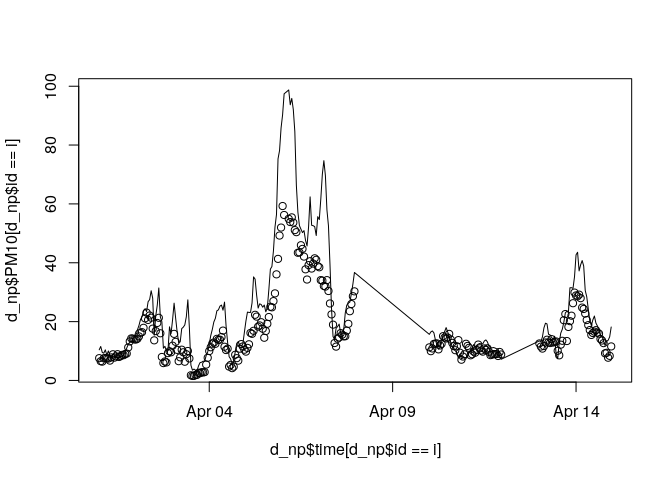 100
80
60
40
20
0
d_np$PM10[d_np$id == i]
Apr 04
Apr 09
Apr 14
d_np$time[d_np$id == i]